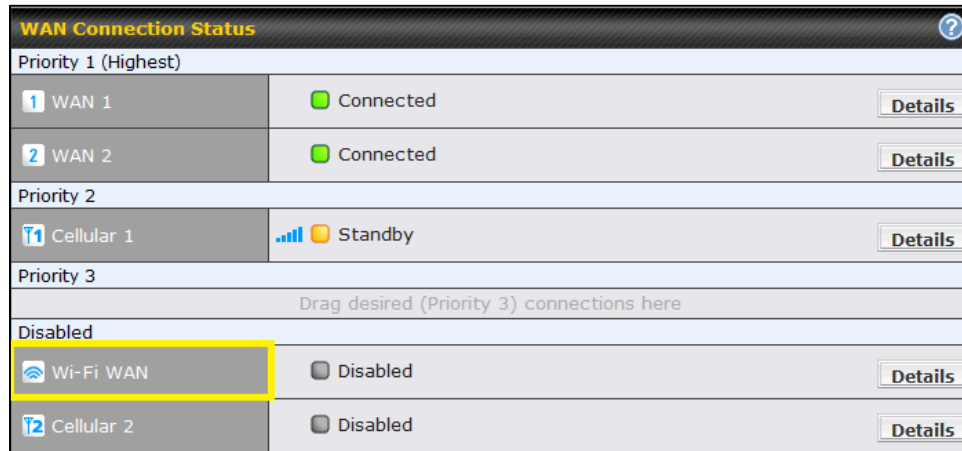 WAN Connection Status ?
Priority 1 (Highest)
1 WAN 1 Connected Details
2 WAN 2 Connected Details
Priority 2
1 Cellular 1 Standby Details
Priority 3
Drag desired (Priority 3) connections here
Disabled
Wi-Fi WAN Disabled Details
2 Cellular 2 Disabled Details